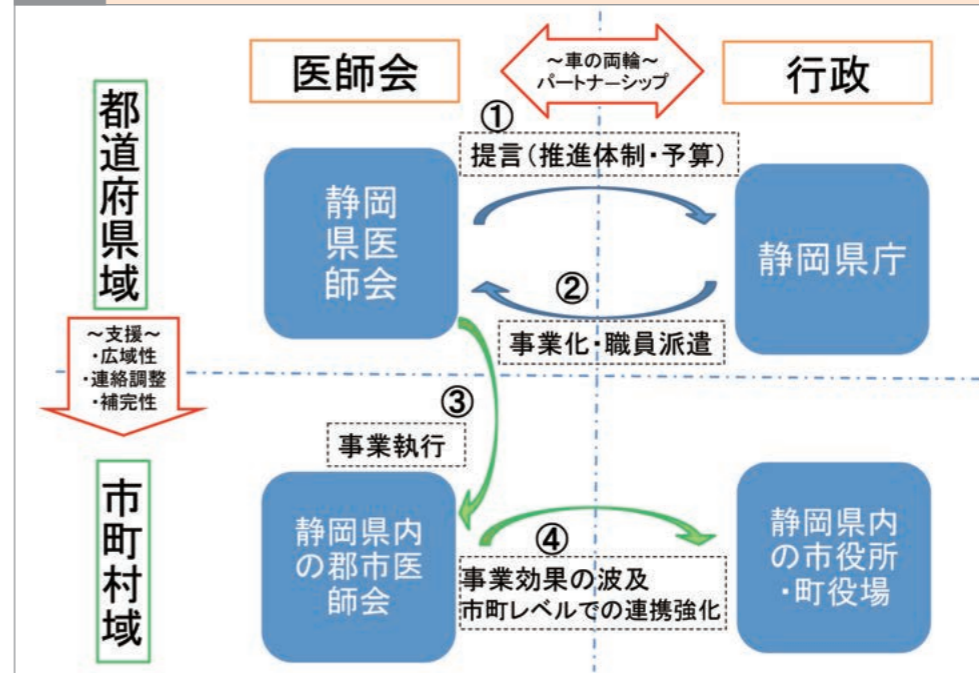 医師会
～車の両輪～
パートナーシップ
行政
都道府県域
①
提言(推進体制・予算)
静岡
県医
師会
静岡県庁
②
事業化・職員派遣
～支援～
・広域性
・連絡調整
・補完性
③
事業執行
市町村域
静岡県内
の郡市医
師会
④
事業効果の波及
市町レベルでの連携強化
静岡県内
の市役所
・町役場